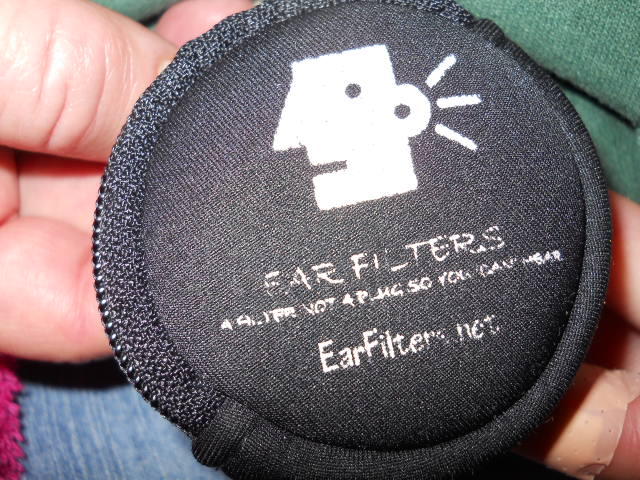 EAR FILTERS
A FILTER NOT A PLUG SO YOU CAN HEAR
EarFilters.net